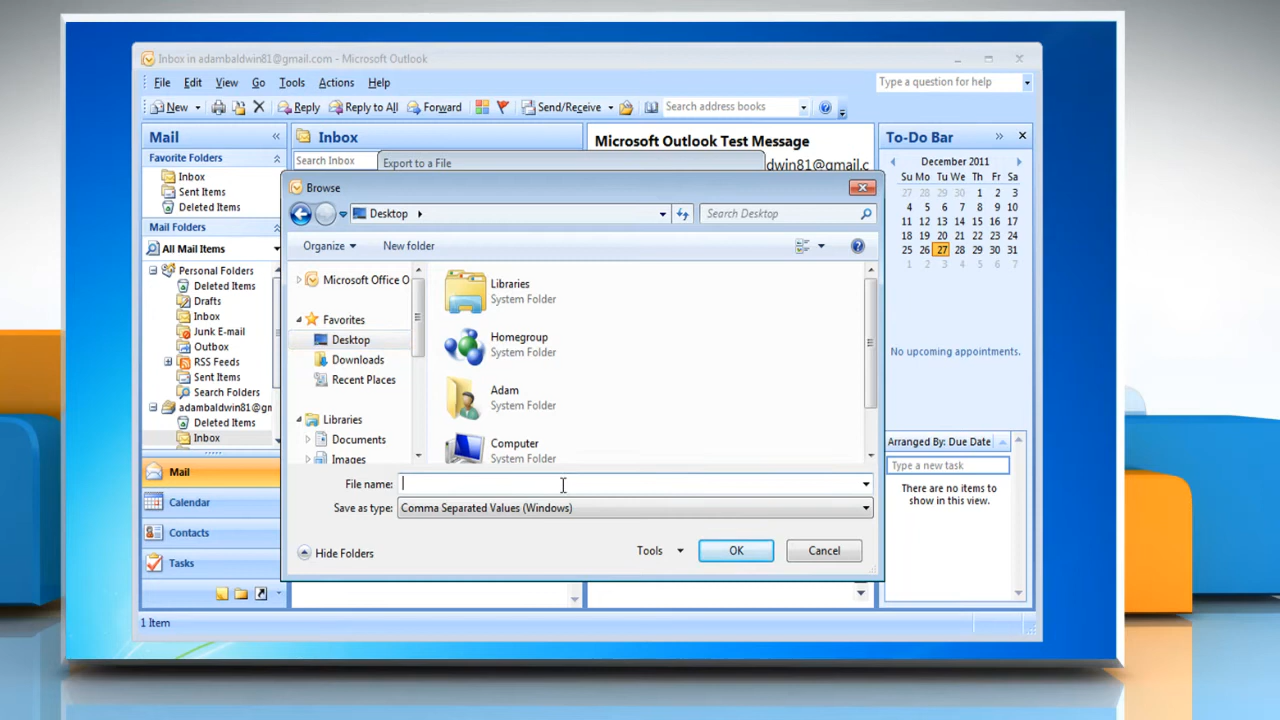 Inbox in adambaldwin81@gmail.com - Microsoft Outlook
File Edit View Go Tools Actions Help
Type a question for help
New Reply Reply to All Forward Send/Receive Search address books
Mail
Favorite Folders
Inbox
Sent Items
Deleted Items
Mail Folders
All Mail Items
Personal Folders
Deleted Items
Drafts
Inbox
Junk E-mail
Outbox
RSS Feeds
Sent Items
Search Folders
adambaldwin81@gm
Deleted Items
Inbox
Mail
Calendar
Contacts
Tasks
1 Item
Inbox
Search Inbox
Export to a File
Microsoft Outlook Test Message
dwin81@gmail.c
Browse
Desktop
Search Desktop
Organize New folder
Microsoft Office O
Favorites
Desktop
Downloads
Recent Places
Libraries
Documents
Images
Libraries
System Folder
Homegroup
System Folder
Adam
System Folder
Computer
System Folder
File name:
Save as type: Comma Separated Values (Windows)
Hide Folders Tools OK Cancel
To-Do Bar
December 2011
Su Mo Tu We Th Fr Sa
27 28 29 30 1 2 3
4 5 6 7 8 9 10
11 12 13 14 15 16 17
18 19 20 21 22 23 24
25 26 27 28 29 30 31
1 2 3 4 5 6 7
No upcoming appointments.
Arranged By: Due Date
Type a new task
There are no items to
show in this view.